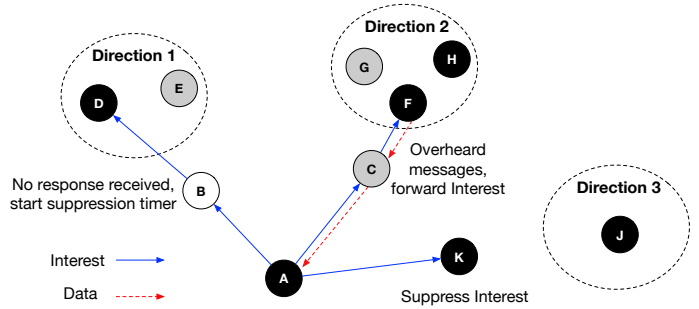 Direction 1
D
E
Direction 2
G
H
F
No response received,
start suppression timer
B
C
Overheard
messages,
forward Interest
Direction 3
J
Interest
Data
A
K
Suppress Interest